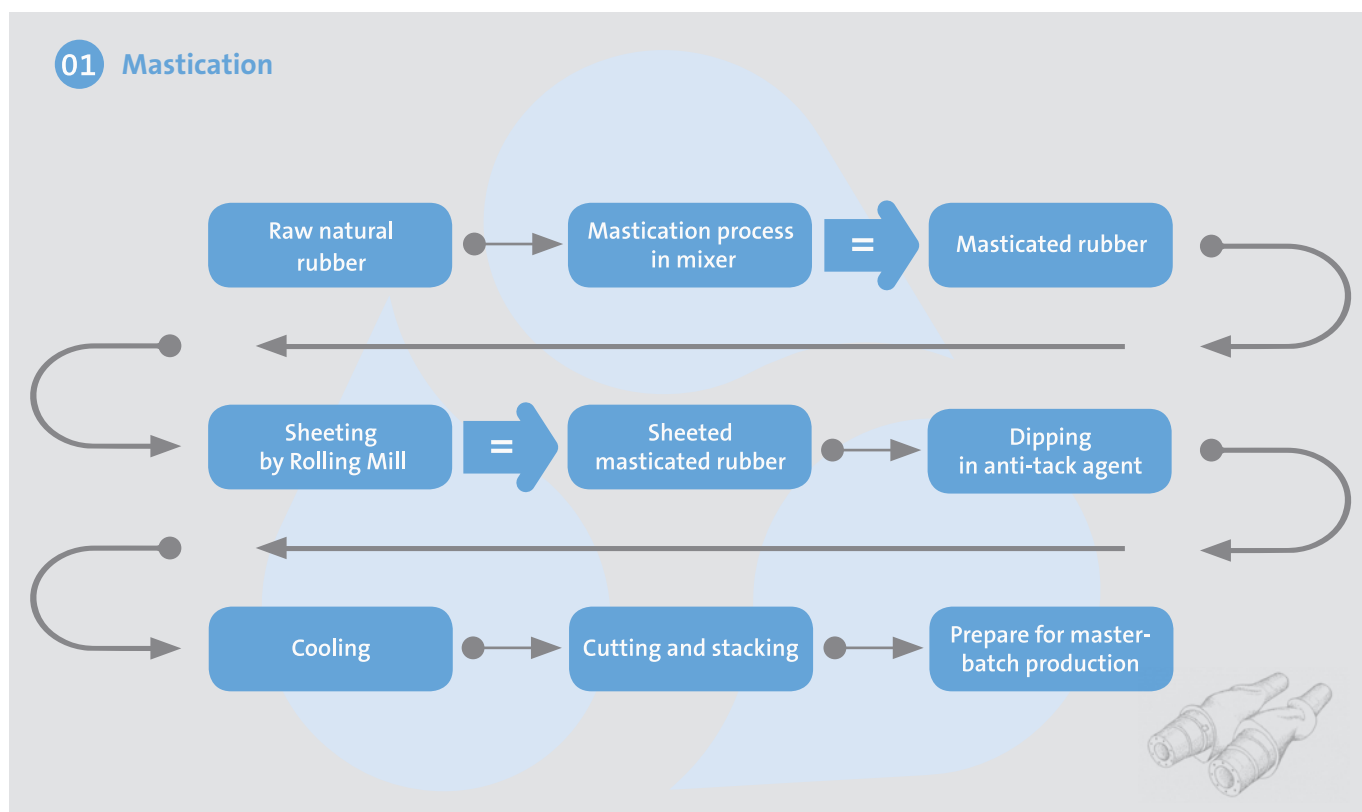 01 Mastication
Raw natural
rubber
Mastication process
in mixer
=
Masticated rubber
Sheeting
by Rolling Mill
=
Sheeted
masticated rubber
Dipping
in anti-tack agent
Cooling
Cutting and stacking
Prepare for master-
batch production